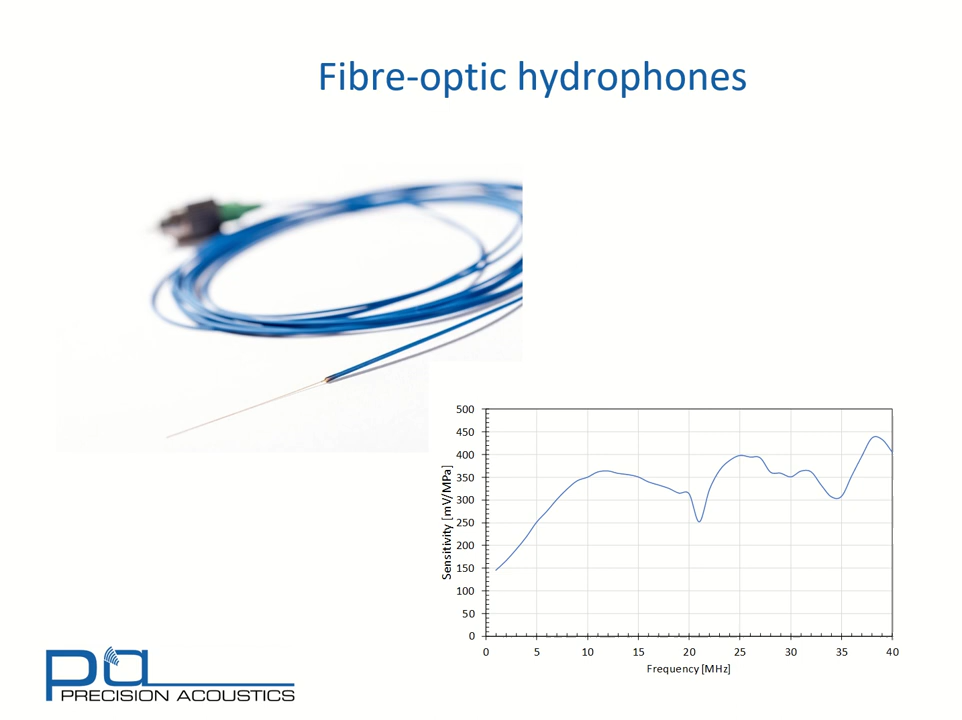 Fibre-optic hydrophones
500
450
400
350
300
250
200
150
100
50
0
Sensitivity [mV/MPa]
0 5 10 15 20 25 30 35 40
Frequency [MHz]
pa
PRECISION ACOUSTICS